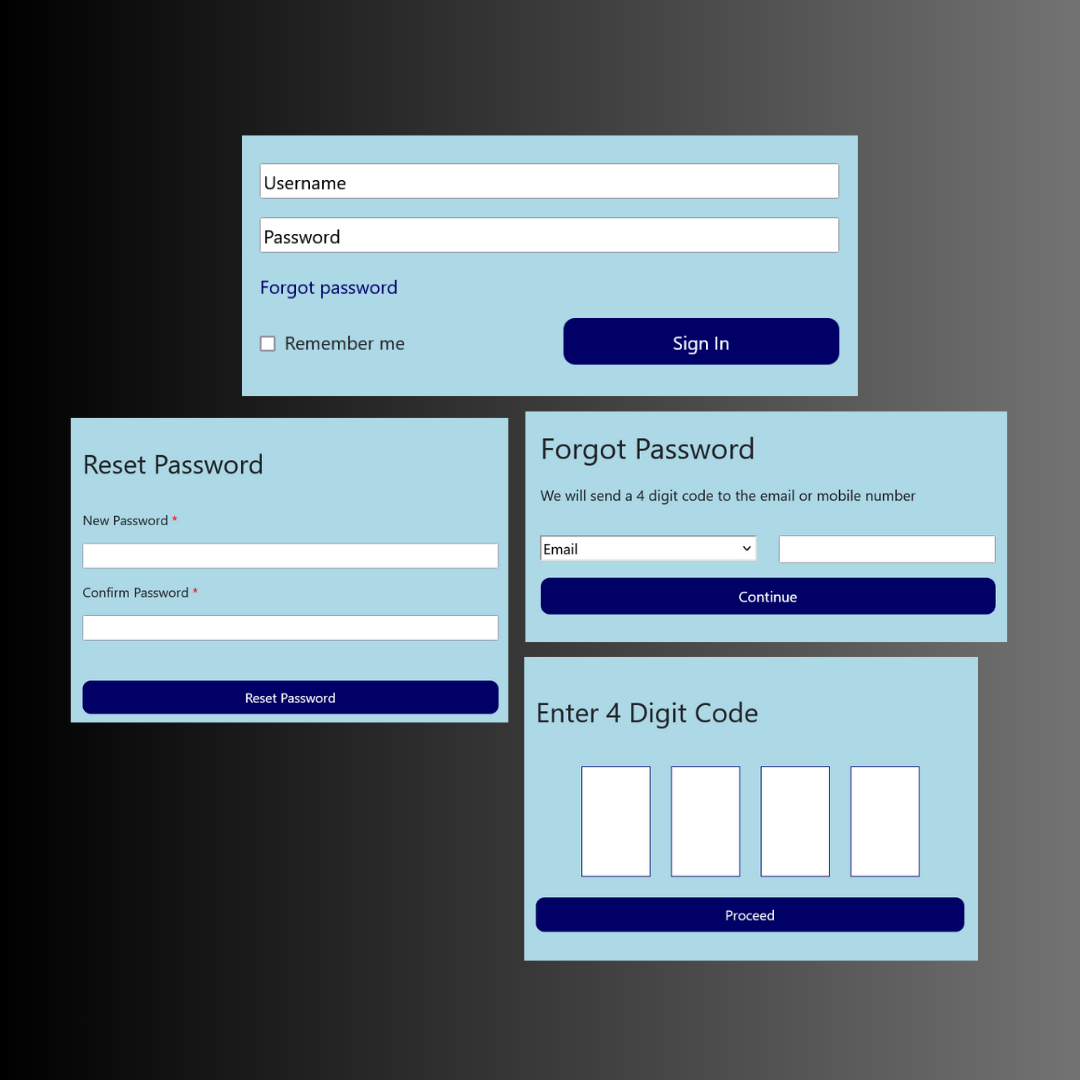 Username
Password
Forgot password
Remember me
Sign In
Reset Password
New Password *
Confirm Password *
Reset Password
Forgot Password
We will send a 4 digit code to the email or mobile number
Email
Continue
Enter 4 Digit Code
Proceed